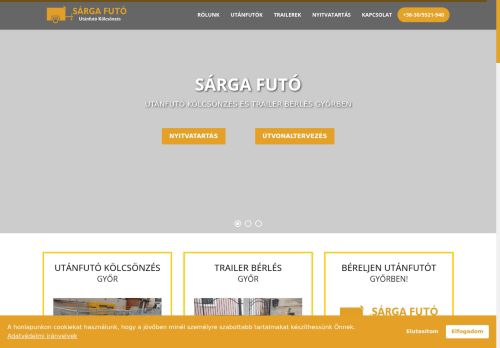 SÁRGA FUTÓ
Utánfutó Kölcsönzés
RÓLUNK
UTÁNFUTÓK
TRAILEREK
NYITVATARTÁS
KAPCSOLAT
+36-30/5521-940
SÁRGA FUTÓ
UTÁNFUTÓ KÖLCSÖNZÉS ÉS TRAILER BÉRLÉS GYŐRBEN
NYITVATARTÁS
ÚTVONALTERVEZÉS
UTÁNFUTÓ KÖLCSÖNZÉS
GYŐR
TRAILER BÉRLÉS
GYŐR
BÉRELJEN UTÁNFUTÓT
GYŐRBEN!
SÁRGA FUTÓ
A honlapunkon cookiekat használunk, hogy a jövőben minél személyre szabottabb tartalmakat készíthessünk Önnek.
Adatvédelmi irányelvek
Elutasítom
Elfogadom